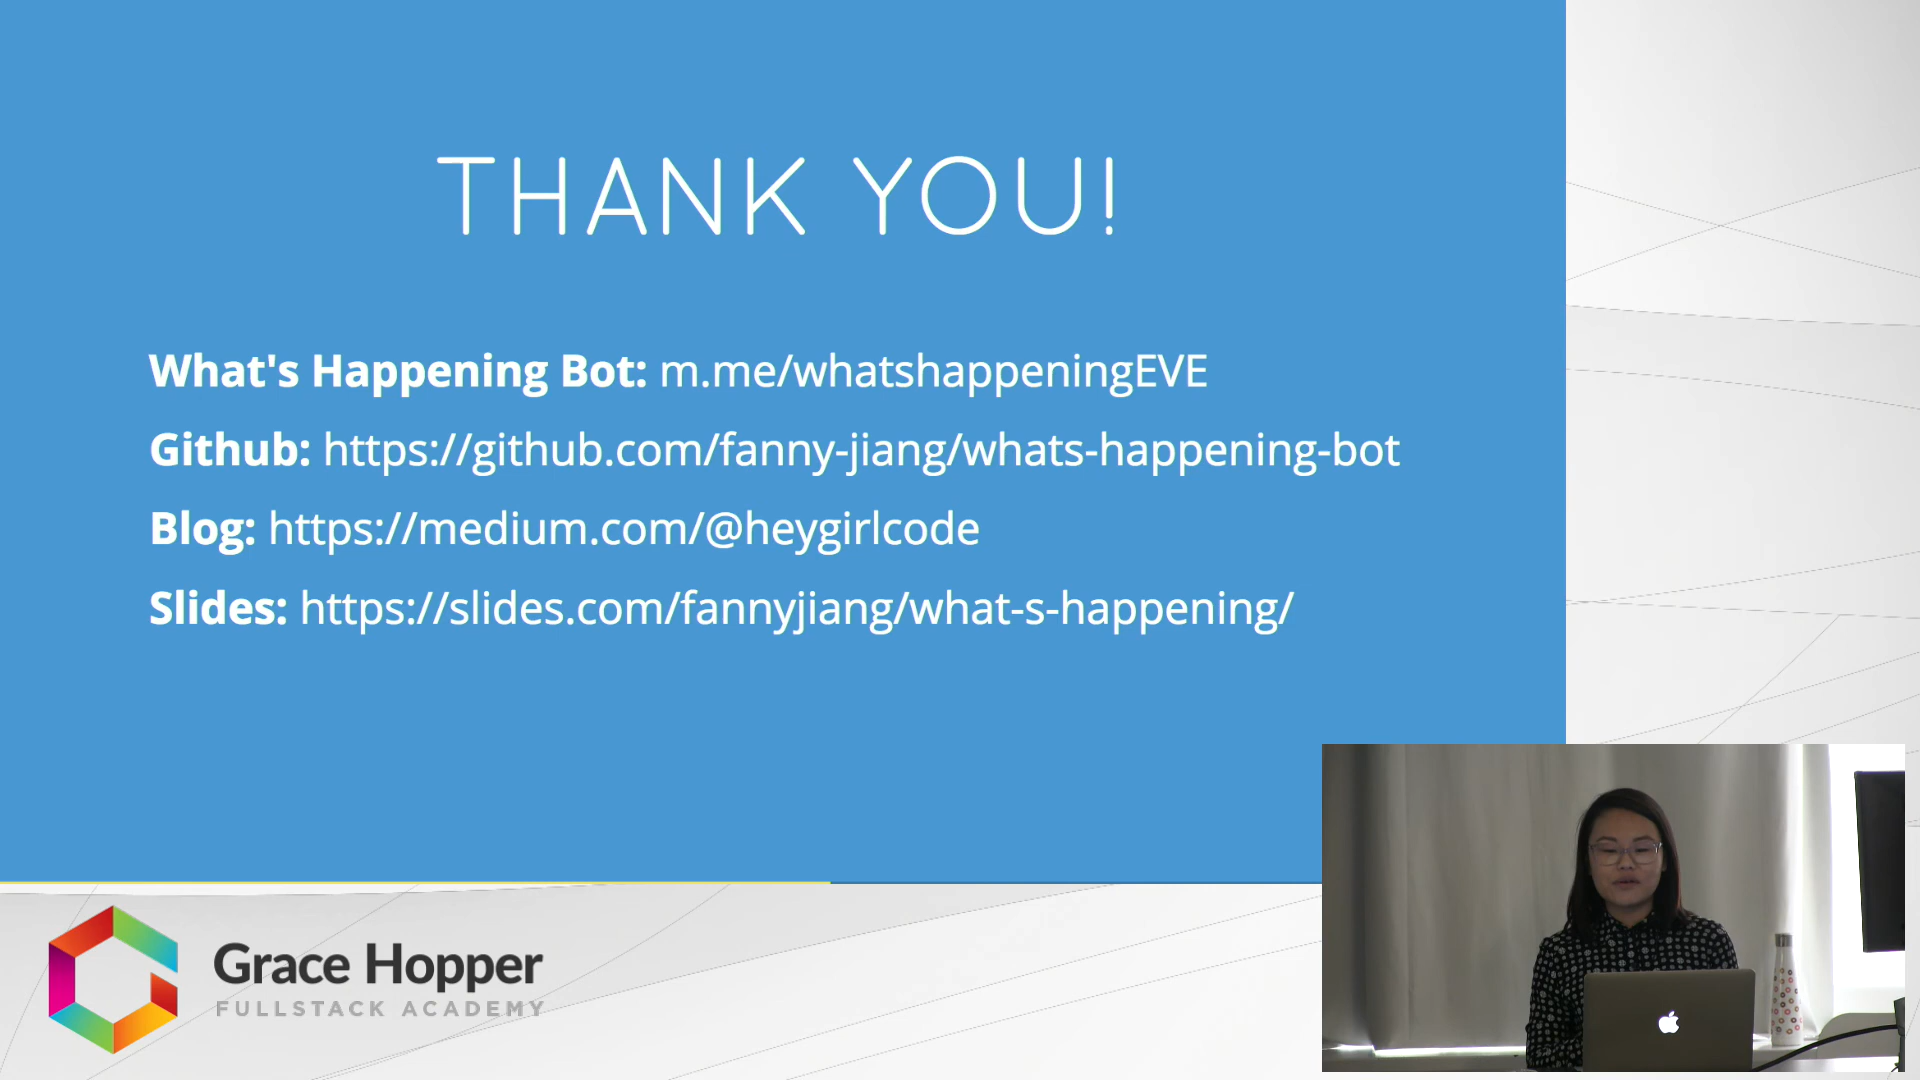 THANK YOU!
What's Happening Bot: m.me/whatshappeningEVE
Github: https://github.com/fanny-jiang/whats-happening-bot
Blog: https://medium.com/@heygirlcode
Slides: https://slides.com/fannyjiang/what-s-happening/
Grace Hopper
FULLSTACK ACADEMY